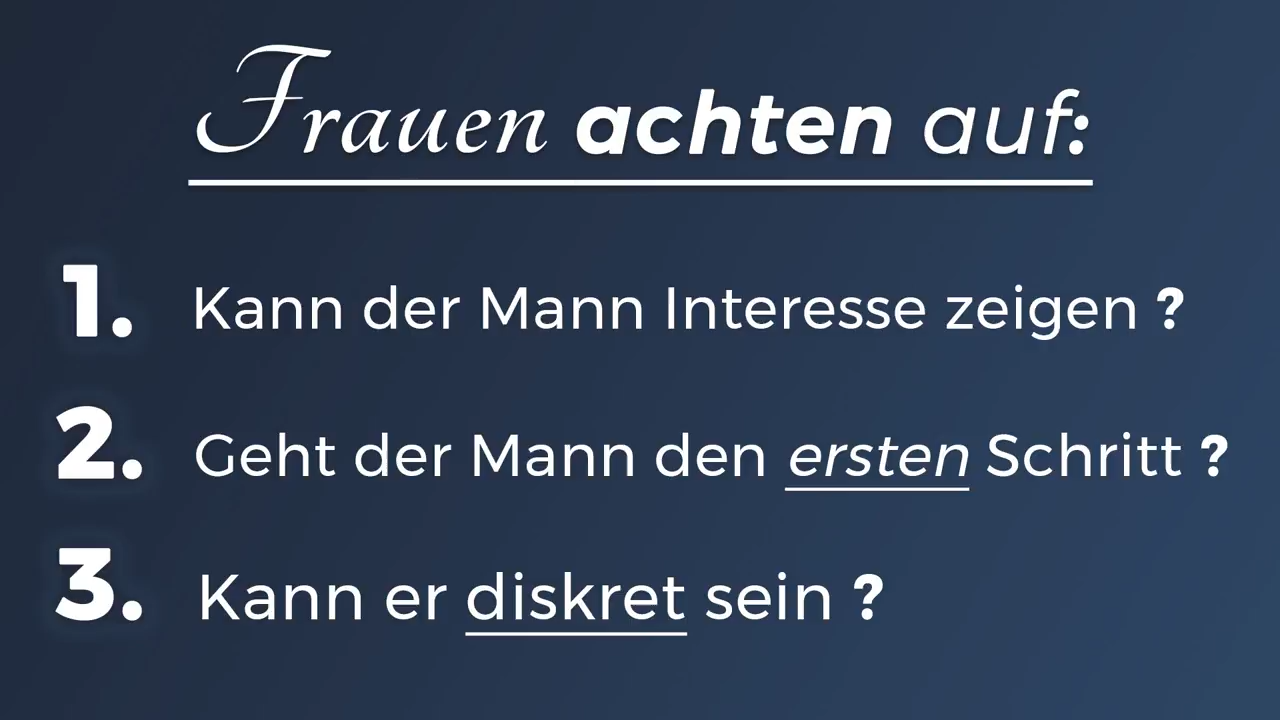 Frauen achten auf:
1. Kann der Mann Interesse zeigen ?
2. Geht der Mann den ersten Schritt ?
3. Kann er diskret sein ?